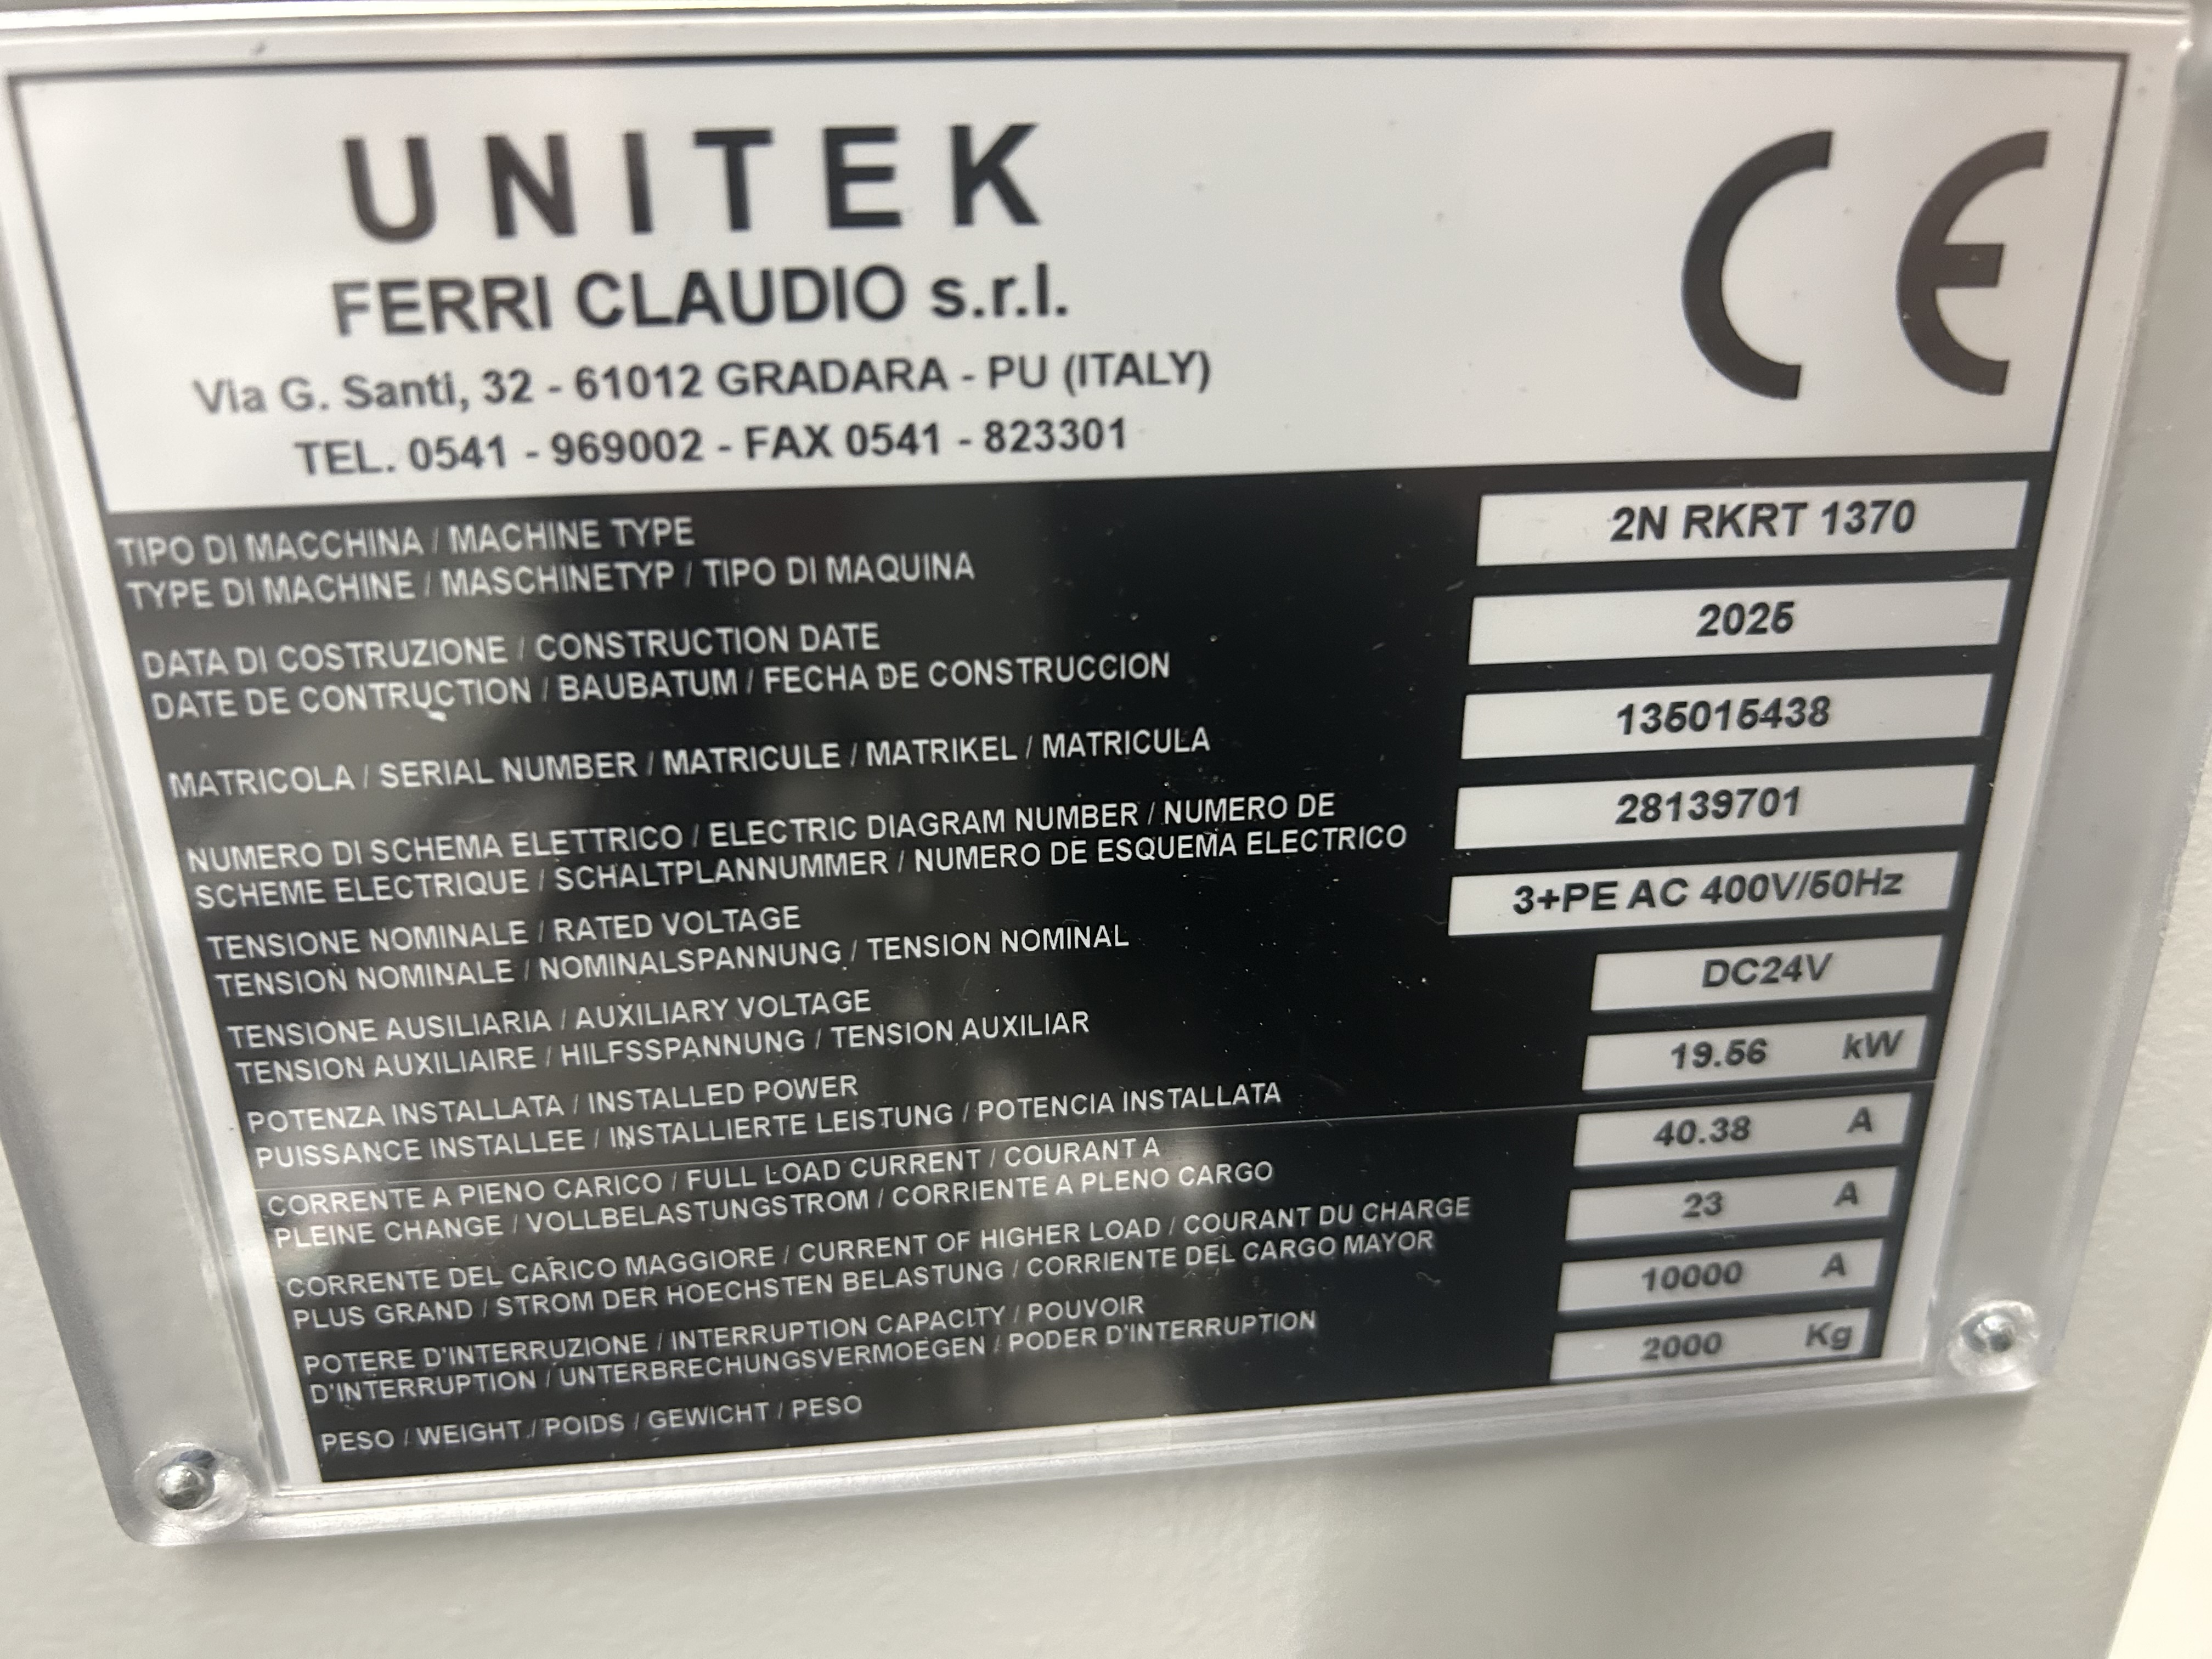 UNITEK
FERRI CLAUDIO s.r.l.
Via G. Santi, 32 - 61012 GRADARA - PU (ITALY)
TEL. 0541 - 969002 - FAX 0541 - 823301
CE
TIPO DI MACCHINA / MACHINE TYPE
TYPE DI MACHINE / MASCHINETYP / TIPO DI MAQUINA
2N RKRT 1370
DATA DI COSTRUZIONE / CONSTRUCTION DATE
DATE DE CONTRUCTION / BAUBATUM / FECHA DE CONSTRUCCION
2025
MATRICOLA / SERIAL NUMBER / MATRICULE / MATRIKEL / MATRICULA
135015438
NUMERO DI SCHEMA ELETTRICO / ELECTRIC DIAGRAM NUMBER / NUMERO DE
SCHEME ELECTRIQUE / SCHALTPLANNUMMER / NUMERO DE ESQUEMA ELECTRICO
28139701
TENSIONE NOMINALE / RATED VOLTAGE
TENSION NOMINALE / NOMINALSPANNUNG / TENSION NOMINAL
3+PE AC 400V/50Hz
TENSIONE AUSILIARIA / AUXILIARY VOLTAGE
TENSION AUXILIAIRE / HILFSSPANNUNG / TENSION AUXILIAR
DC24V
POTENZA INSTALLATA / INSTALLED POWER
PUISSANCE INSTALLEE / INSTALLIERTE LEISTUNG / POTENCIA INSTALLATA
19.56 kW
CORRENTE A PIENO CARICO / FULL LOAD CURRENT / COURANT A
PLEINE CHANGE / VOLLBELASTUNGSTROM / CORRIENTE A PLENO CARGO
40.38 A
CORRENTE DEL CARICO MAGGIORE / CURRENT OF HIGHER LOAD / COURANT DU CHARGE
PLUS GRAND / STROM DER HOECHSTEN BELASTUNG / CORRIENTE DEL CARGO MAYOR
23 A
POTERE D'INTERRUZIONE / INTERRUPTION CAPACITY / POUVOIR
D'INTERRUPTION / UNTERBRECHUNGSVERMOEGEN / PODER D'INTERRUPTION
10000 A
PESO / WEIGHT / POIDS / GEWICHT / PESO
2000 Kg